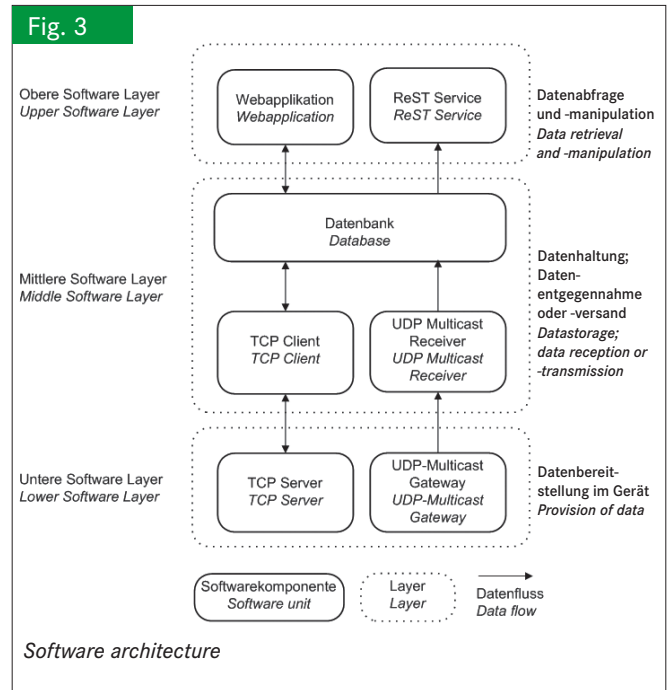 Fig. 3
Obere Software Layer
Upper Software Layer
Webapplikation
Webapplication
ReST Service
ReST Service
Datenabfrage
und -manipulation
Data retrieval
and -manipulation
Datenbank
Database
Mittlere Software Layer
Middle Software Layer
TCP Client
TCP Client
UDP Multicast
Receiver
UDP Multicast
Receiver
Datenhaltung;
Daten-
entgegennahme
oder -versand
Datastorage;
data reception or
-transmission
Untere Software Layer
Lower Software Layer
TCP Server
TCP Server
UDP-Multicast
Gateway
UDP-Multicast
Gateway
Datenbereit-
stellung im Gerät
Provision of data
Softwarekomponente
Software unit
Layer
Layer
Datenfluss
Data flow
Software architecture